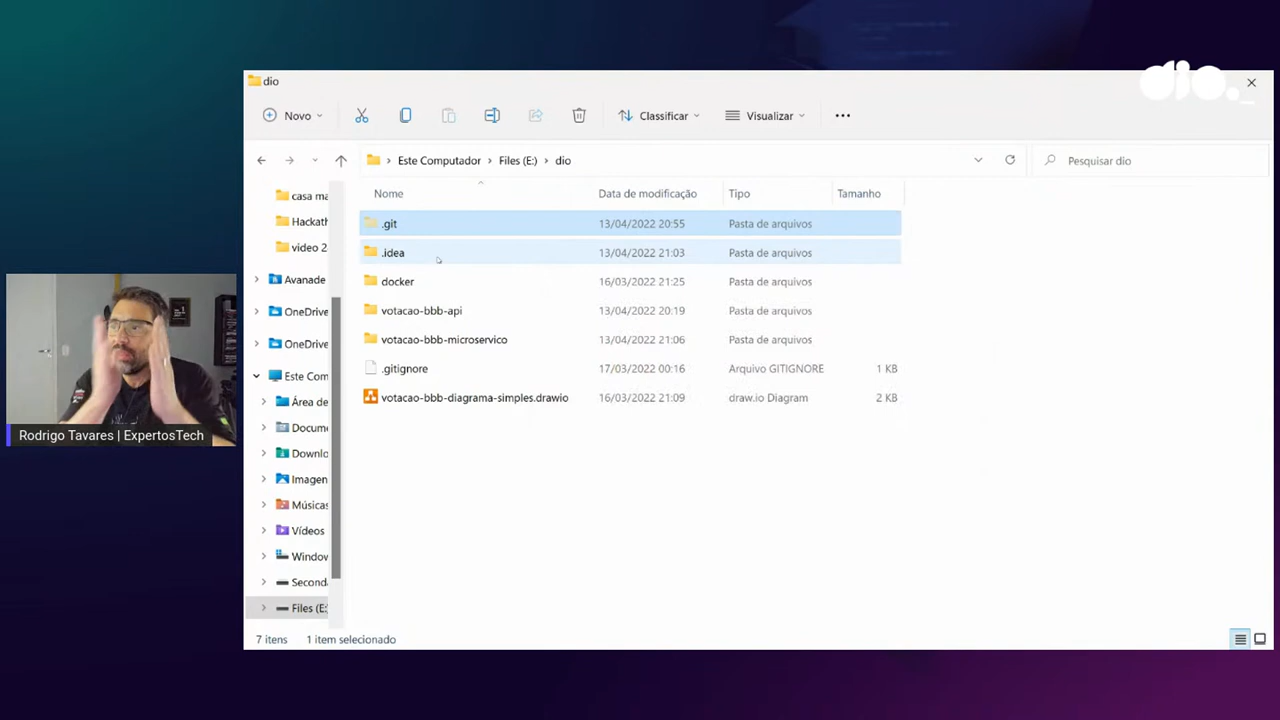 dio
dio._
Novo
Classificar
Visualizar
Este Computador
Files (E:)
dio
Pesquisar dio
Nome
Data de modificação
Tipo
Tamanho
casa ma
Hackath
video 2
Avanade
OneDrive
OneDrive
Este Com
Área de
Docume
Downlo
Imagen
Músicas
Vídeos
Window
Seconda
Files (E:
.git
13/04/2022 20:55
Pasta de arquivos
.idea
13/04/2022 21:03
Pasta de arquivos
docker
16/03/2022 21:25
Pasta de arquivos
votacao-bbb-api
13/04/2022 20:19
Pasta de arquivos
votacao-bbb-microservico
13/04/2022 21:06
Pasta de arquivos
.gitignore
17/03/2022 00:16
Arquivo GITIGNORE
1 KB
votacao-bbb-diagrama-simples.drawio
16/03/2022 21:09
draw.io Diagram
2 KB
Rodrigo Tavares | ExpertosTech
7 itens
1 item selecionado